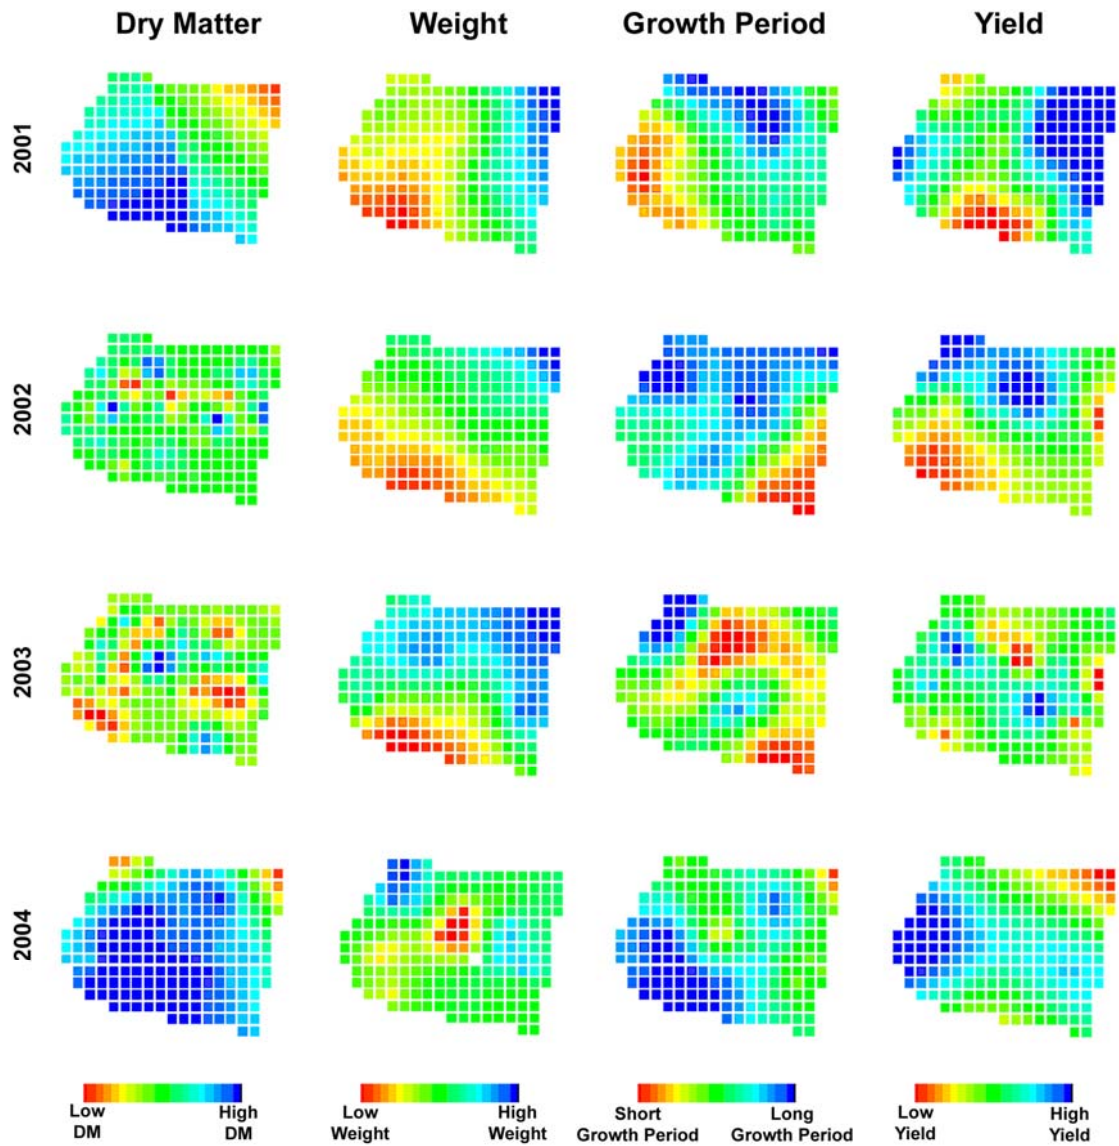 Dry Matter Weight Growth Period Yield
2001
2002
2003
2004
Low DM High DM Low Weight High Weight Short Growth Period Long Growth Period Low Yield High Yield